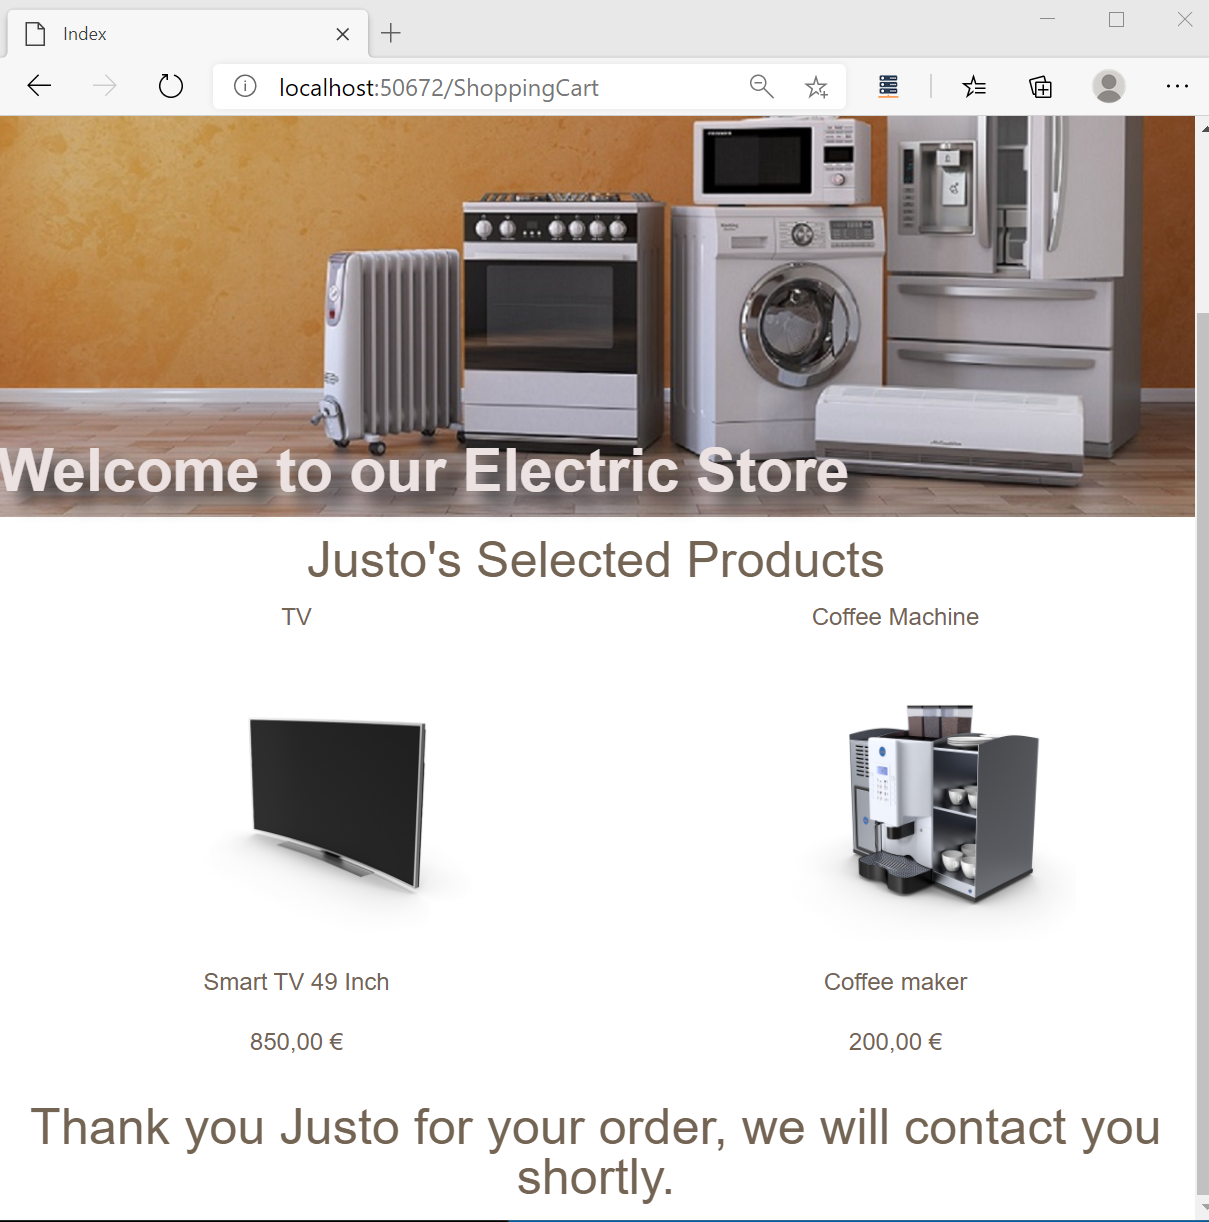 Index
localhost:50672/ShoppingCart
Welcome to our Electric Store
Justo's Selected Products
TV
Coffee Machine
Smart TV 49 Inch
Coffee maker
850,00 €
200,00 €
Thank you Justo for your order, we will contact you
shortly.